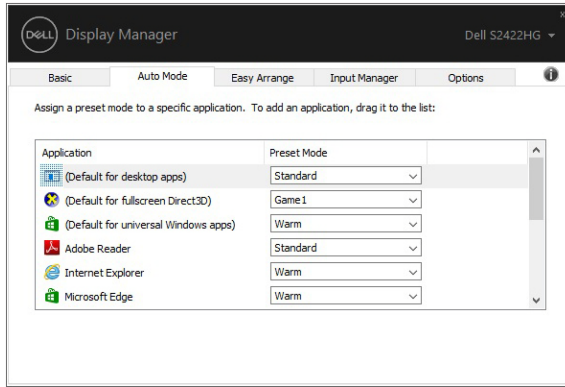 DELL Display Manager
Dell S2422HG
Basic
Auto Mode
Easy Arrange
Input Manager
Options
Assign a preset mode to a specific application. To add an application, drag it to the list:
Application
Preset Mode
(Default for desktop apps)
Standard
(Default for fullscreen Direct3D)
Game1
(Default for universal Windows apps)
Warm
Adobe Reader
Standard
Internet Explorer
Warm
Microsoft Edge
Warm